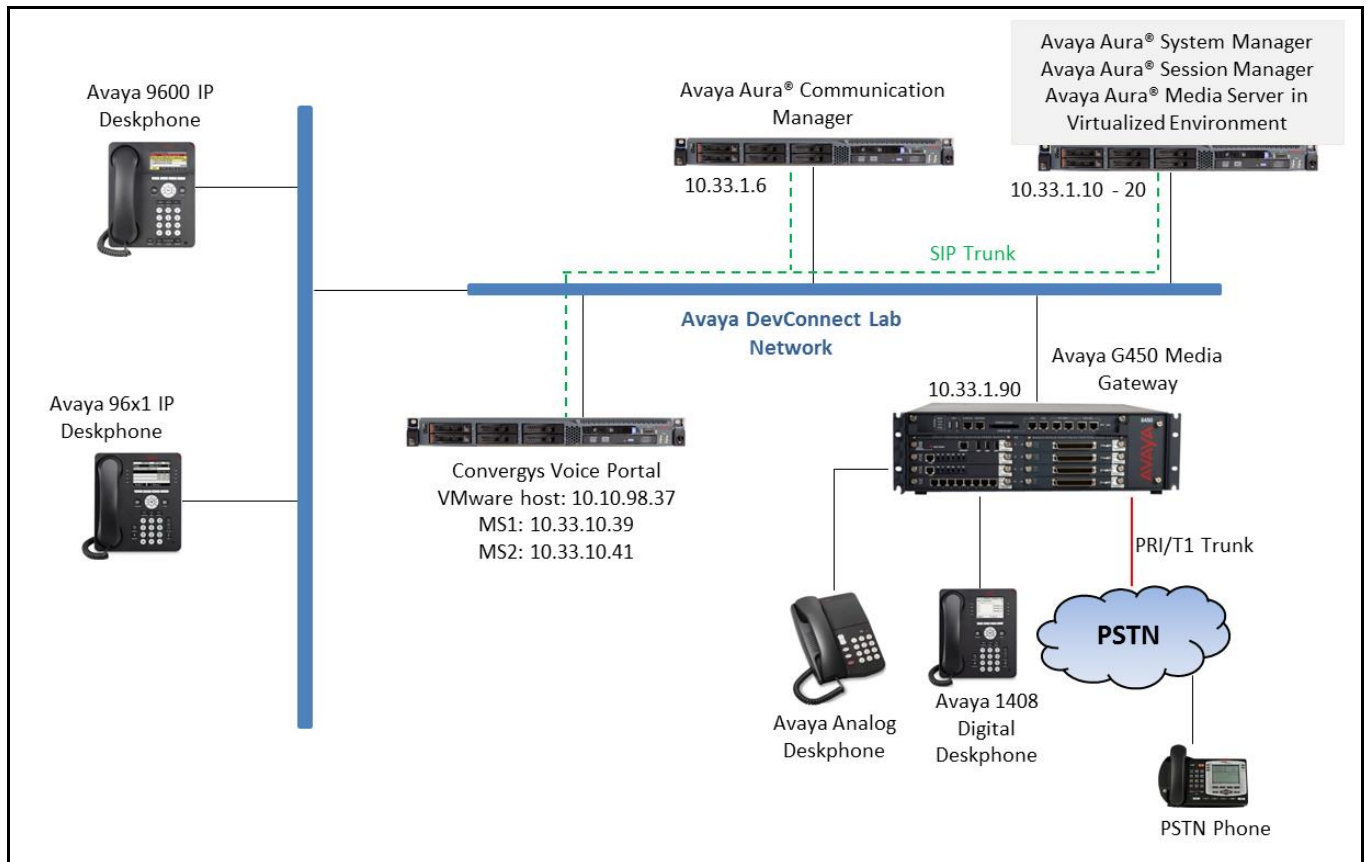 Avaya Aura® System Manager
Avaya Aura® Session Manager
Avaya Aura® Media Server in
Virtualized Environment
Avaya 9600 IP
Deskphone
Avaya Aura® Communication
Manager
10.33.1.6
10.33.1.10 - 20
SIP Trunk
Avaya DevConnect Lab
Network
Avaya G450 Media
Gateway
10.33.1.90
Avaya 96x1 IP
Deskphone
AVAYA
Convergys Voice Portal
VMware host: 10.10.98.37
MS1: 10.33.10.39
MS2: 10.33.10.41
PRI/T1 Trunk
PSTN
Avaya Analog
Deskphone
Avaya 1408
Digital
Deskphone
PSTN Phone